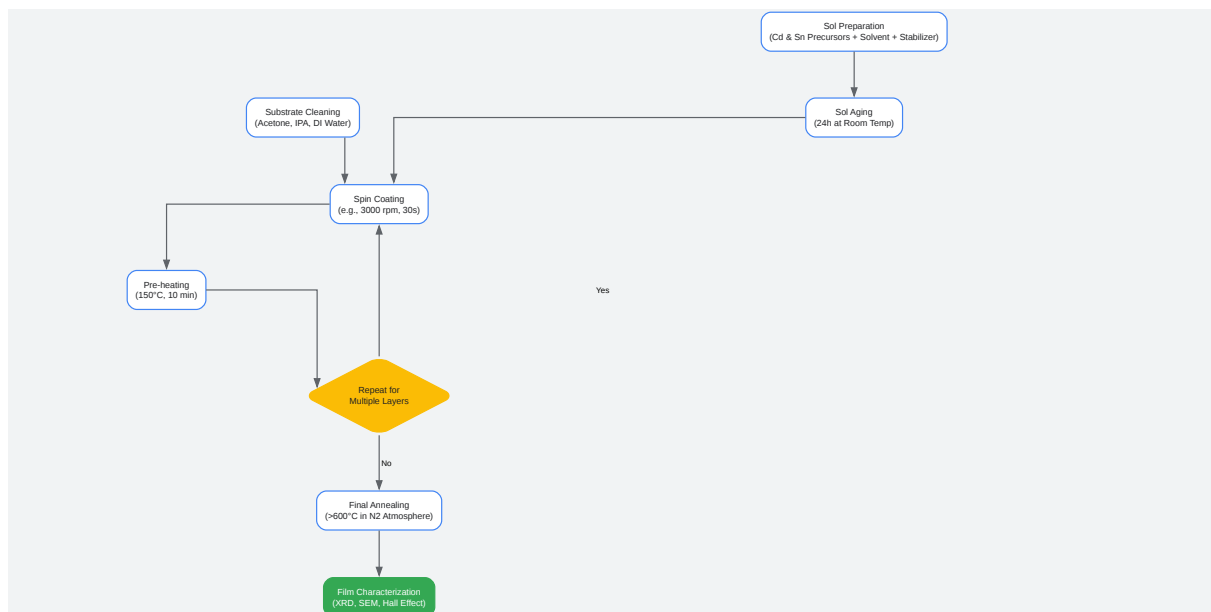 Sol Preparation
(Cd & Sn Precursors + Solvent + Stabilizer)
Substrate Cleaning
(Acetone, IPA, DI Water)
Sol Aging
(24h at Room Temp)
Spin Coating
(e.g., 3000 rpm, 30s)
Pre-heating
(150°C, 10 min)
Yes
Repeat for
Multiple Layers
No
Final Annealing
(>600°C in N2 Atmosphere)
Film Characterization
(XRD, SEM, Hall Effect)